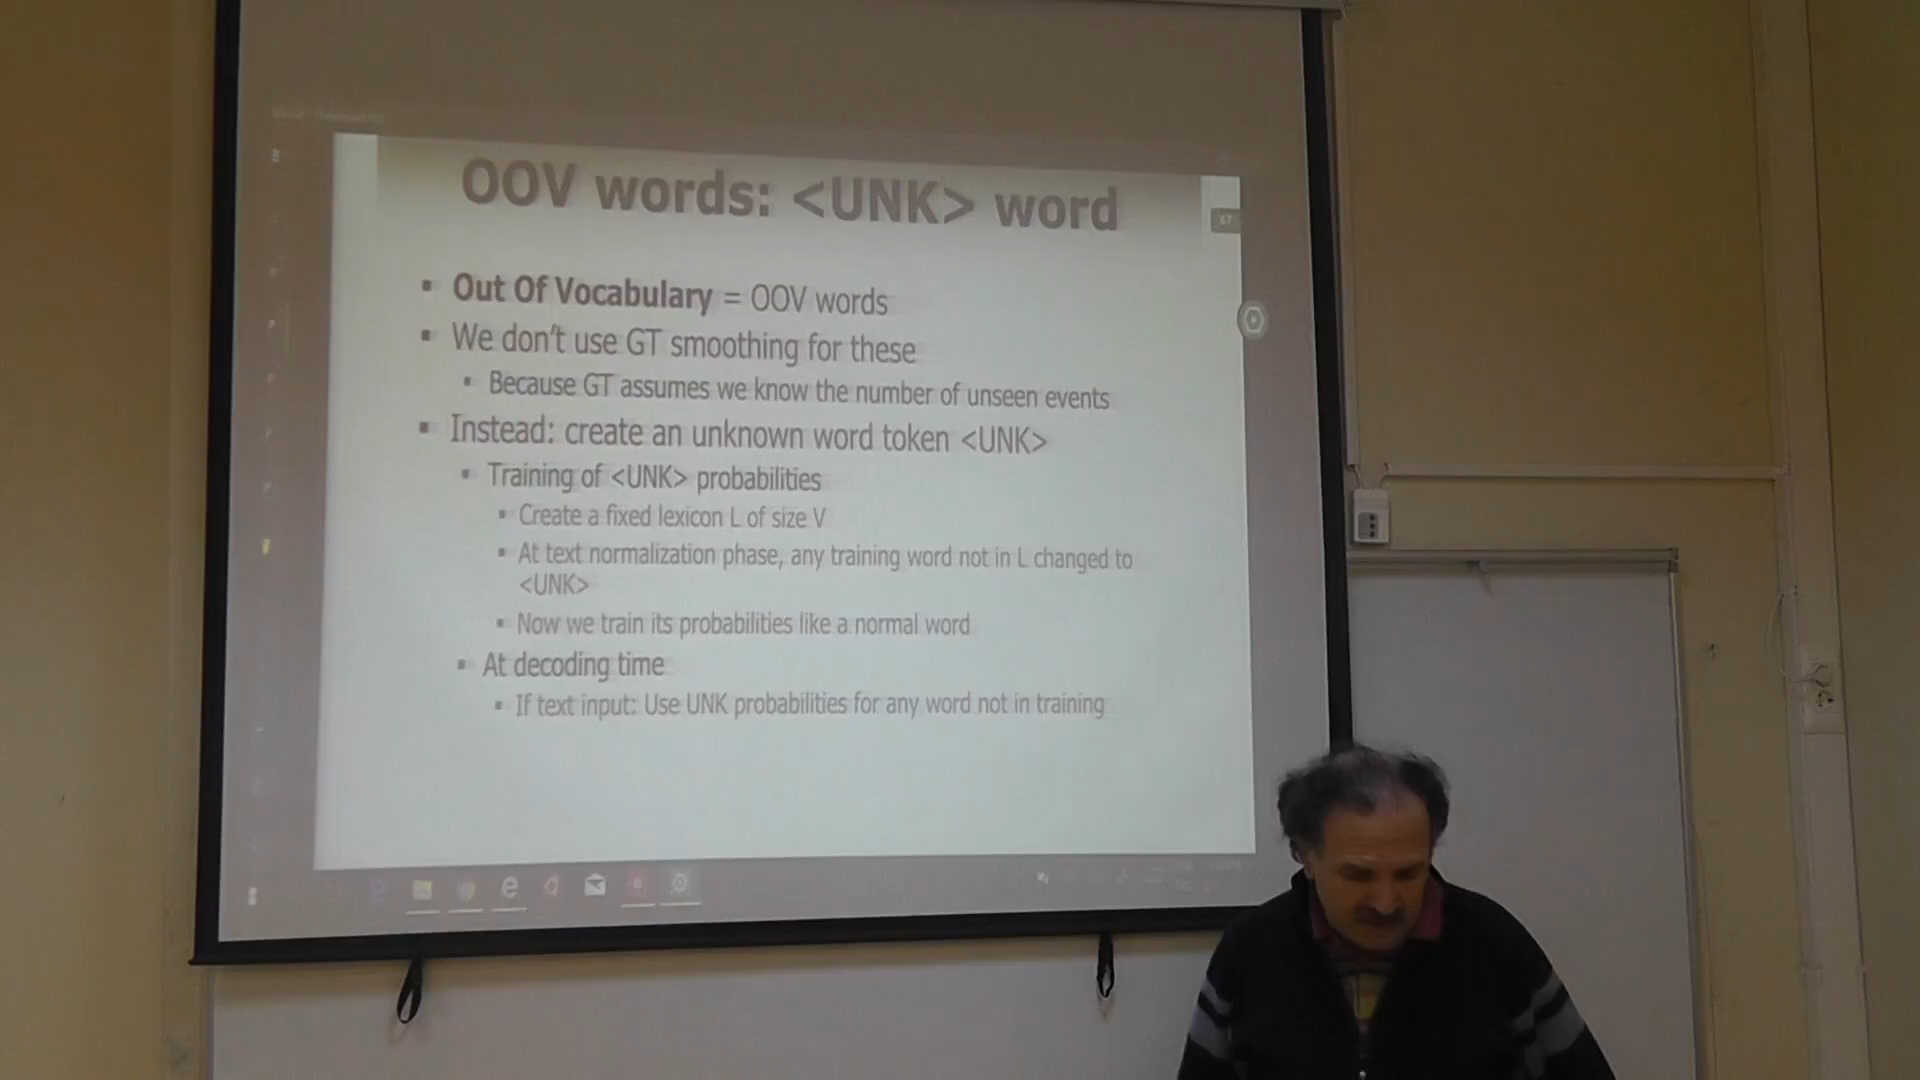 OOV words: <UNK> word
▪ Out Of Vocabulary = OOV words
▪ We don't use GT smoothing for these
▪ Because GT assumes we know the number of unseen events
▪ Instead: create an unknown word token <UNK>
▪ Training of <UNK> probabilities
▪ Create a fixed lexicon L of size V
▪ At text normalization phase, any training word not in L changed to
<UNK>
▪ Now we train its probabilities like a normal word
▪ At decoding time
▪ If text input: Use UNK probabilities for any word not in training